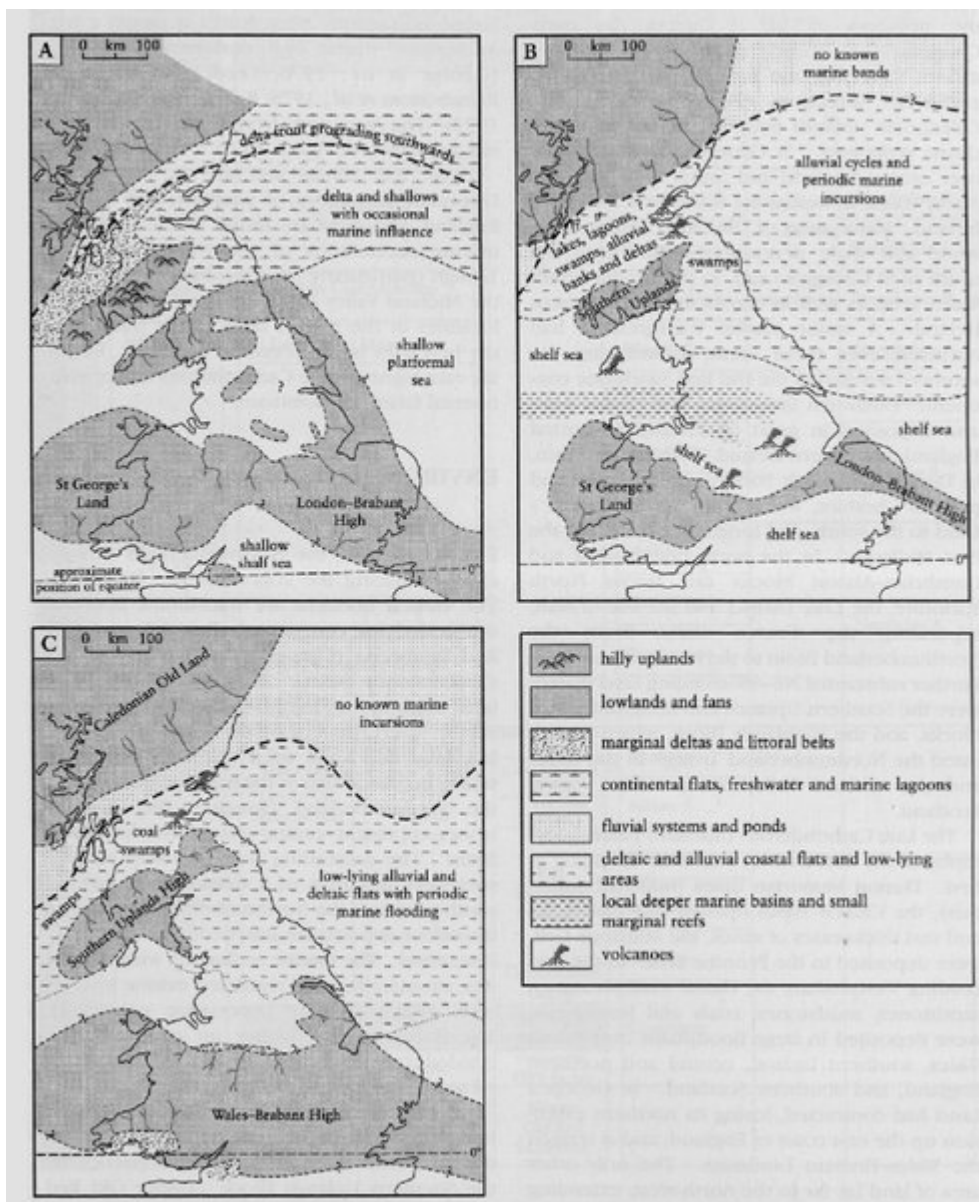 A
0 km 100
delta front prograding southwards
delta and shallows
with occasional
marine influence
shallow
platformal
sea
?
St George's
Land
London–Brabant
High
shallow
shalf sea
approximate
position of equator
0°
B
0 km 100
no known
marine bands
alluvial cycles and
periodic marine
incursions
lakes, lagoons,
swamps, alluvial
banks and deltas
?
swamps
Southern
Uplands
shelf sea
shelf sea
shelf sea
St George's
Land
London–Brabant High
shelf sea
0°
C
0 km 100
Caledonian Old Land
no known marine
incursions
coal
swamps
swamps
Southern Uplands High
low-lying alluvial and
deltaic flats with periodic
marine flooding
Wales–Brabant High
0°
hilly uplands
lowlands and fans
marginal deltas and littoral belts
continental flats, freshwater and marine lagoons
fluvial systems and ponds
deltaic and alluvial coastal flats and low-lying
areas
local deeper marine basins and small
marginal reefs
volcanoes